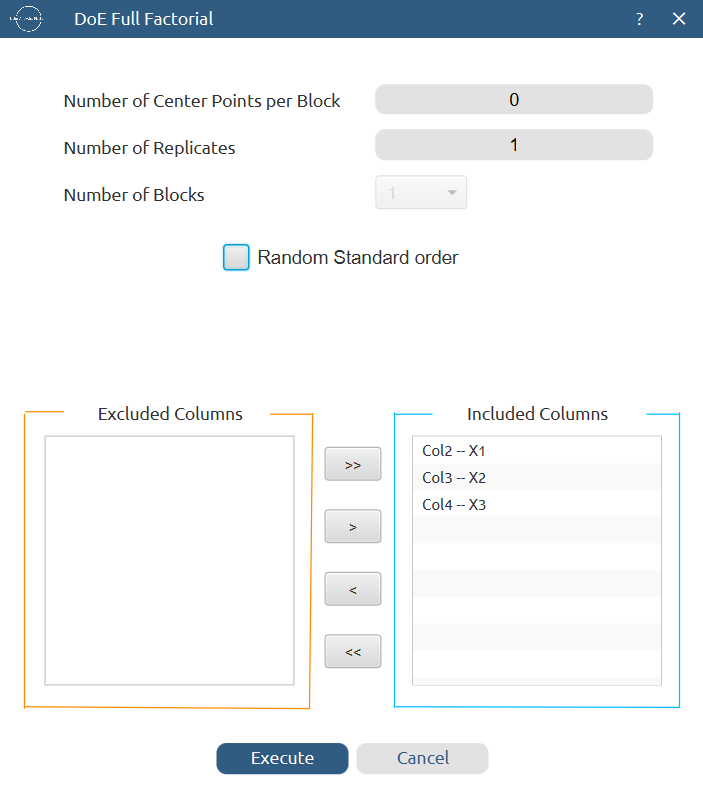 DoE Full Factorial ?
Number of Center Points per Block 0
Number of Replicates 1
Number of Blocks 1
Random Standard order
Excluded Columns
Included Columns
>>
>
<
<<
Col2 -- X1
Col3 -- X2
Col4 -- X3
Execute
Cancel